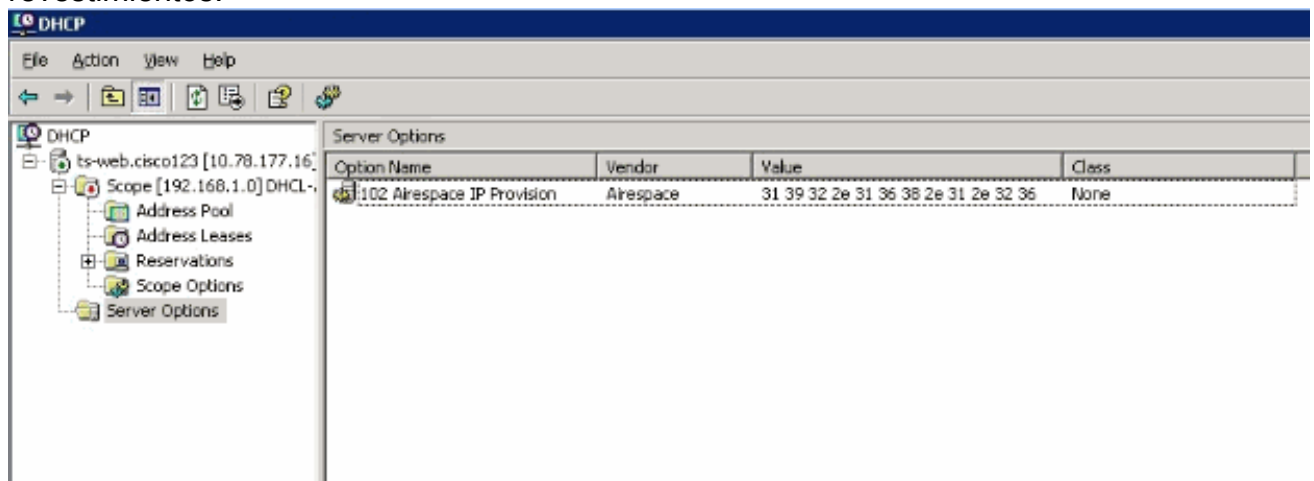 DHCP
File Action View Help
DHCP
ts-web.cisco123 [10.78.177.16]
Scope [192.168.1.0] DHCL-.
Address Pool
Address Leases
Reservations
Scope Options
Server Options
Server Options
Option Name Vendor Value Class
102 Airespace IP Provision Airespace 31 39 32 2e 31 36 38 2e 31 2e 32 36 None